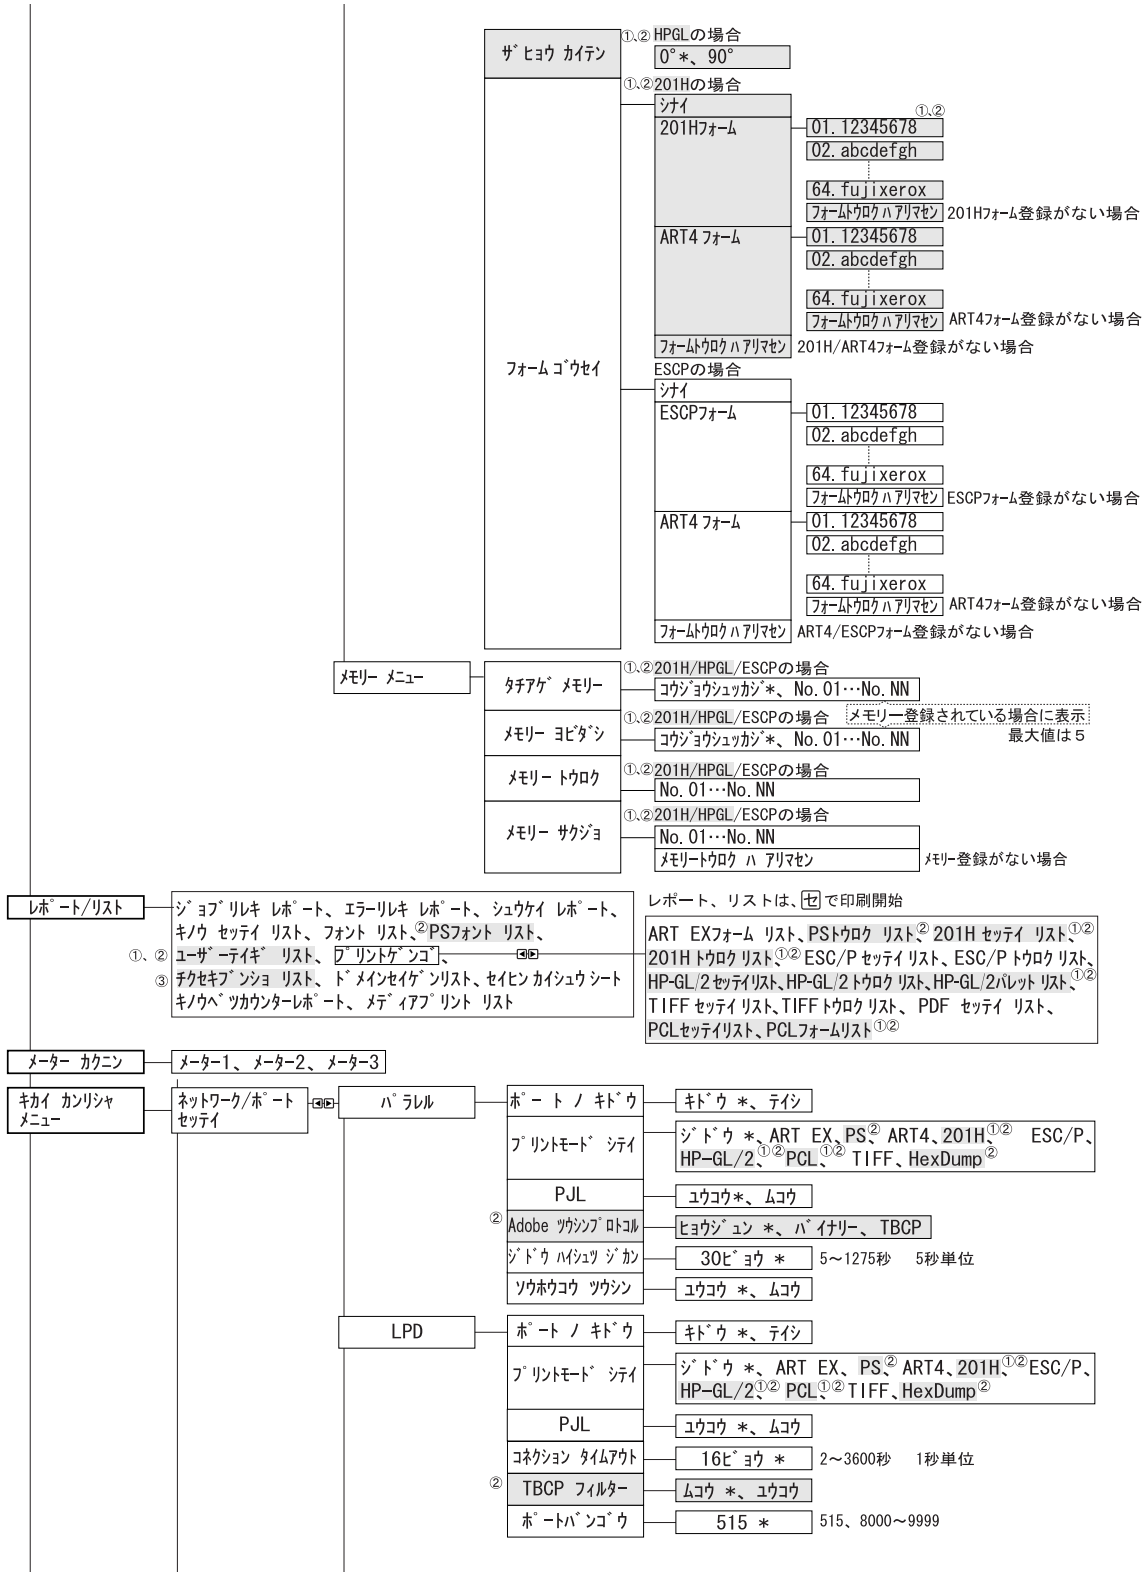 ①、② HPGLの場合
ザヒョウ カイテン
0°*、90°
①、②201Hの場合
シナイ
①、②
201Hフォーム
01. 12345678
02. abcdefgh
64. fujixerox
フォームトウロク ハ アリマセン 201Hフォーム登録がない場合
ART4 フォーム
01. 12345678
02. abcdefgh
64. fujixerox
フォームトウロク ハ アリマセン ART4フォーム登録がない場合
フォームトウロク ハ アリマセン 201H/ART4フォーム登録がない場合
フォーム ゴウセイ
ESCPの場合
シナイ
ESCPフォーム
01. 12345678
02. abcdefgh
64. fujixerox
フォームトウロク ハ アリマセン ESCPフォーム登録がない場合
ART4 フォーム
01. 12345678
02. abcdefgh
64. fujixerox
フォームトウロク ハ アリマセン ART4フォーム登録がない場合
フォームトウロク ハ アリマセン ART4/ESCPフォーム登録がない場合
メモリー メニュー
タチアゲ メモリー
①、②201H/HPGL/ESCPの場合
コウジョウシュッカジ*、No. 01…No. NN
メモリー ヨビダシ
①、②201H/HPGL/ESCPの場合
メモリー登録されている場合に表示
コウジョウシュッカジ*、No. 01…No. NN
最大値は5
メモリー トウロク
①、②201H/HPGL/ESCPの場合
No. 01…No. NN
メモリー サクジョ
①、②201H/HPGL/ESCPの場合
No. 01…No. NN
メモリートウロク ハ アリマセン
メモリー登録がない場合
レポート/リスト
ジョブリレキ レポート、エラーリレキ レポート、シュウケイ レポート、
キノウ セッテイ リスト、フォント リスト、②PSフォント リスト、
①、② ユーザーテイギ リスト、プリントゲンゴ、
③ チクセキブンショ リスト、ドメインセイゲンリスト、セイヒン カイシュウ シート
キノウベツカウンターレポート、メディアプリント リスト
レポート、リストは、セで印刷開始
ART EXフォーム リスト、PSトウロク リスト、② 201H セッテイ リスト、①②
201H トウロク リスト、①② ESC/P セッテイ リスト、ESC/P トウロク リスト、
HP-GL/2 セッテイリスト、HP-GL/2 トウロク リスト、HP-GL/2パレット リスト、①②
TIFF セッテイ リスト、TIFF トウロク リスト、 PDF セッテイ リスト、
PCLセッテイリスト、PCLフォームリスト①②
メーター カクニン
メーター1、メーター2、メーター3
キカイ カンリシャ
メニュー
ネットワーク/ポート
セッテイ
パラレル
ポート ノ キドウ
キドウ *、テイシ
プリントモード シテイ
ジドウ *、ART EX、PS② ART4、201H、①② ESC/P、
HP-GL/2、①② PCL、①② TIFF、HexDump②
PJL
ユウコウ*、ムコウ
② Adobe ツウシンプロトコル
ヒョウジュン *、バイナリー、TBCP
ジドウ ハイシュツ ジカン
30ビョウ *
5～1275秒 5秒単位
ソウホウコウ ツウシン
ユウコウ *、ムコウ
LPD
ポート ノ キドウ
キドウ *、テイシ
プリントモード シテイ
ジドウ *、ART EX、PS② ART4、201H、①②ESC/P、
HP-GL/2、①② PCL、①②TIFF、HexDump②
PJL
ユウコウ *、ムコウ
コネクション タイムアウト
16ビョウ *
2～3600秒 1秒単位
② TBCP フィルター
ムコウ *、ユウコウ
ポートバンゴウ
515 *
515、8000～9999